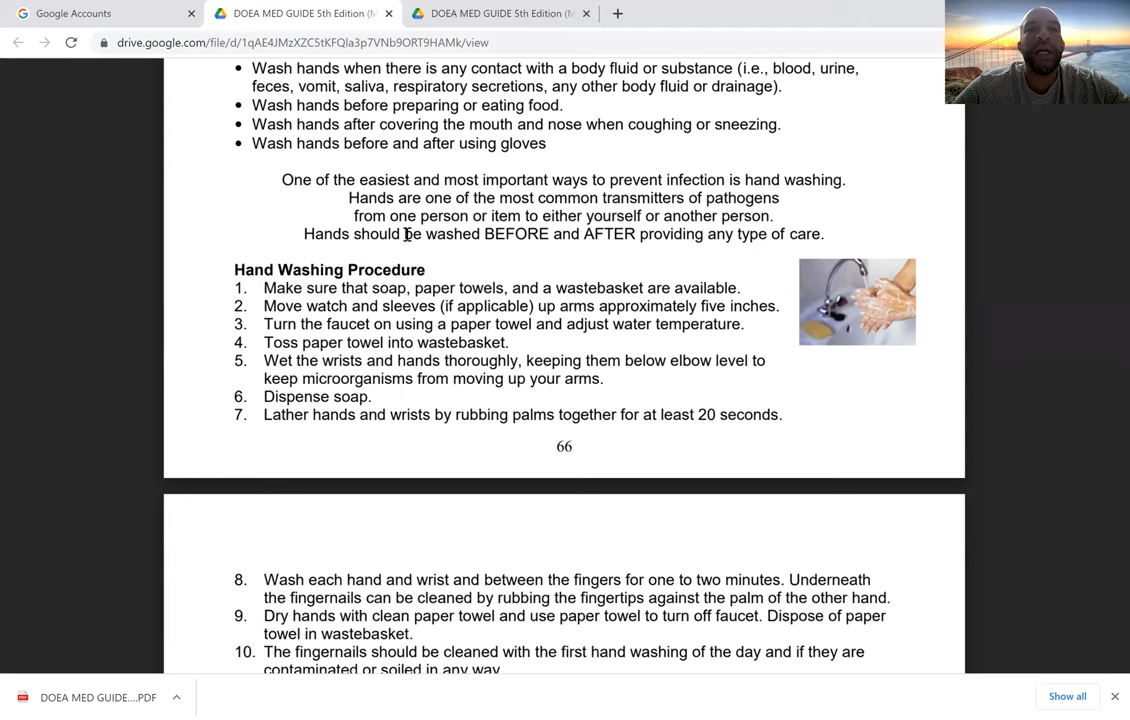 Google Accounts
DOEA MED GUIDE 5th Edition (M
DOEA MED GUIDE 5th Edition (M
drive.google.com/file/d/1qAE4JMzXZC5tKFQla3p7VNb9ORT9HAMk/view
• Wash hands when there is any contact with a body fluid or substance (i.e., blood, urine,
feces, vomit, saliva, respiratory secretions, any other body fluid or drainage).
• Wash hands before preparing or eating food.
• Wash hands after covering the mouth and nose when coughing or sneezing.
• Wash hands before and after using gloves
One of the easiest and most important ways to prevent infection is hand washing.
Hands are one of the most common transmitters of pathogens
from one person or item to either yourself or another person.
Hands should be washed BEFORE and AFTER providing any type of care.
Hand Washing Procedure
1. Make sure that soap, paper towels, and a wastebasket are available.
2. Move watch and sleeves (if applicable) up arms approximately five inches.
3. Turn the faucet on using a paper towel and adjust water temperature.
4. Toss paper towel into wastebasket.
5. Wet the wrists and hands thoroughly, keeping them below elbow level to
keep microorganisms from moving up your arms.
6. Dispense soap.
7. Lather hands and wrists by rubbing palms together for at least 20 seconds.
66
8. Wash each hand and wrist and between the fingers for one to two minutes. Underneath
the fingernails can be cleaned by rubbing the fingertips against the palm of the other hand.
9. Dry hands with clean paper towel and use paper towel to turn off faucet. Dispose of paper
towel in wastebasket.
10. The fingernails should be cleaned with the first hand washing of the day and if they are
contaminated or soiled in any way.
DOEA MED GUIDE....PDF
Show all